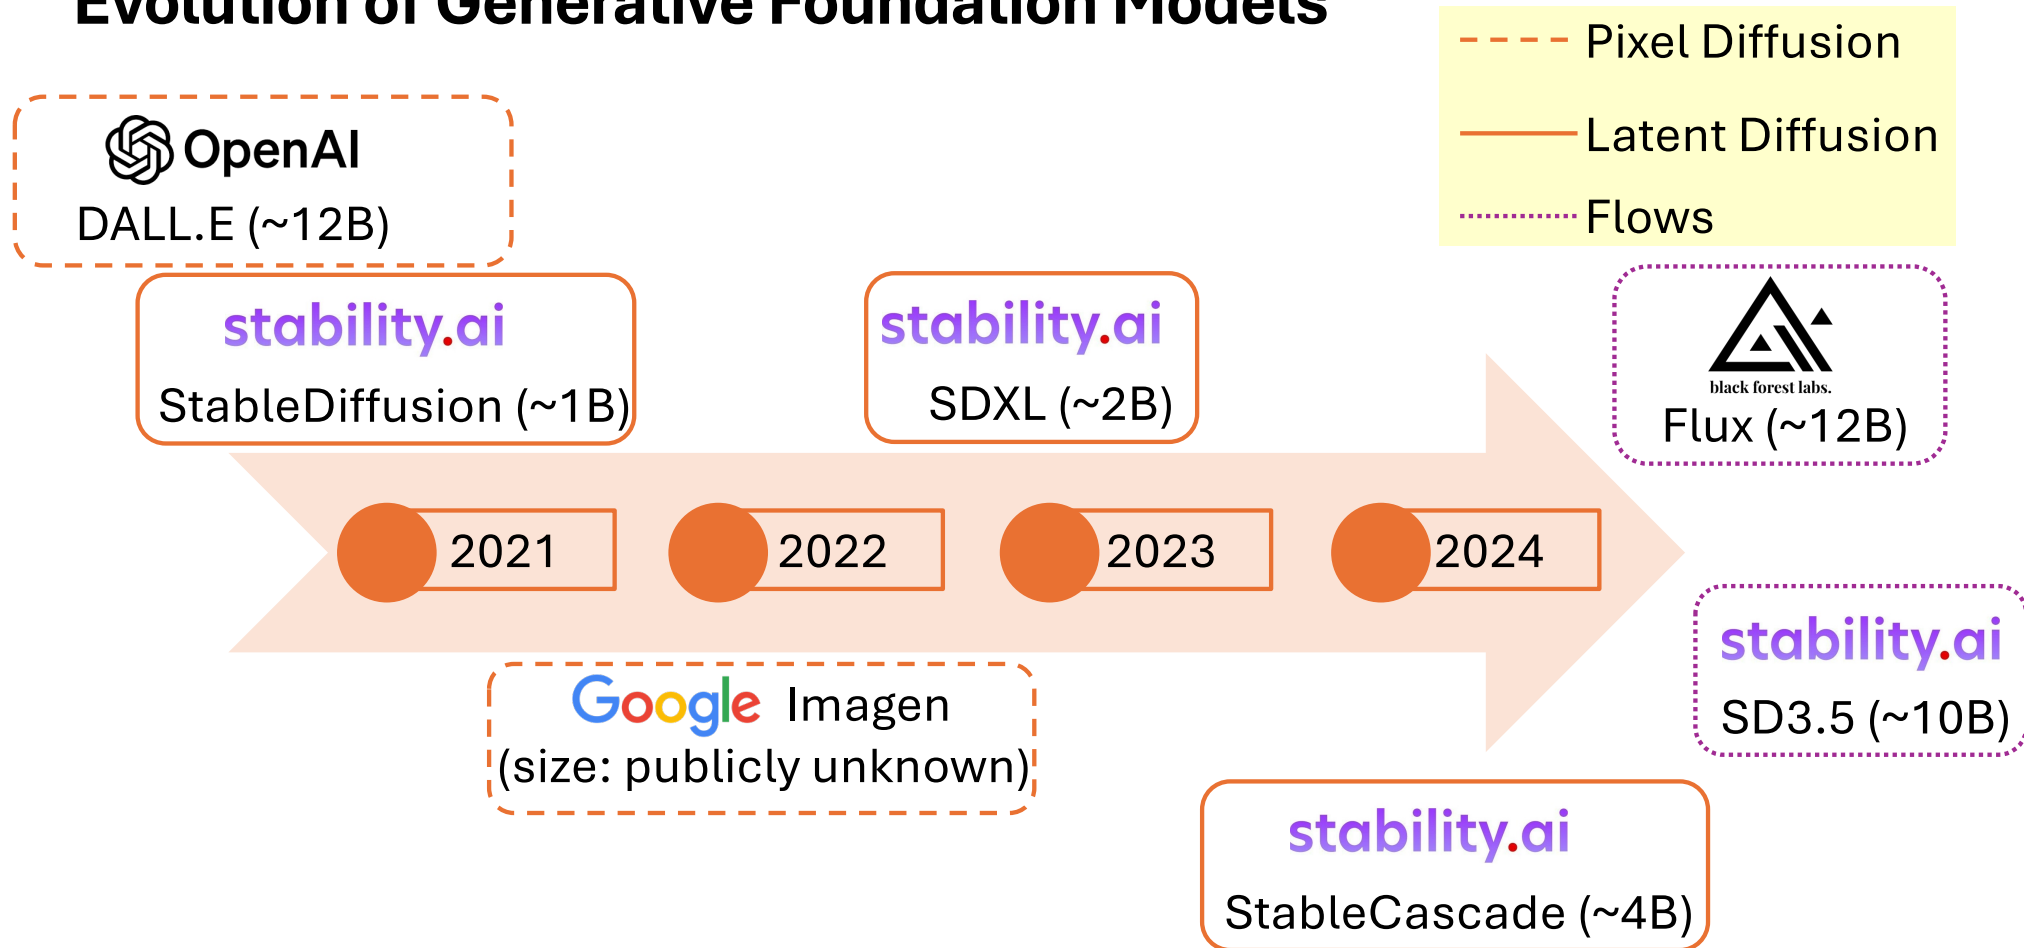 Evolution of Generative Foundation Models
Pixel Diffusion
Latent Diffusion
Flows
OpenAI
DALL.E (~12B)
stability.ai
StableDiffusion (~1B)
stability.ai
SDXL (~2B)
black forest labs.
Flux (~12B)
2021
2022
2023
2024
Google Imagen
(size: publicly unknown)
stability.ai
SD3.5 (~10B)
stability.ai
StableCascade (~4B)